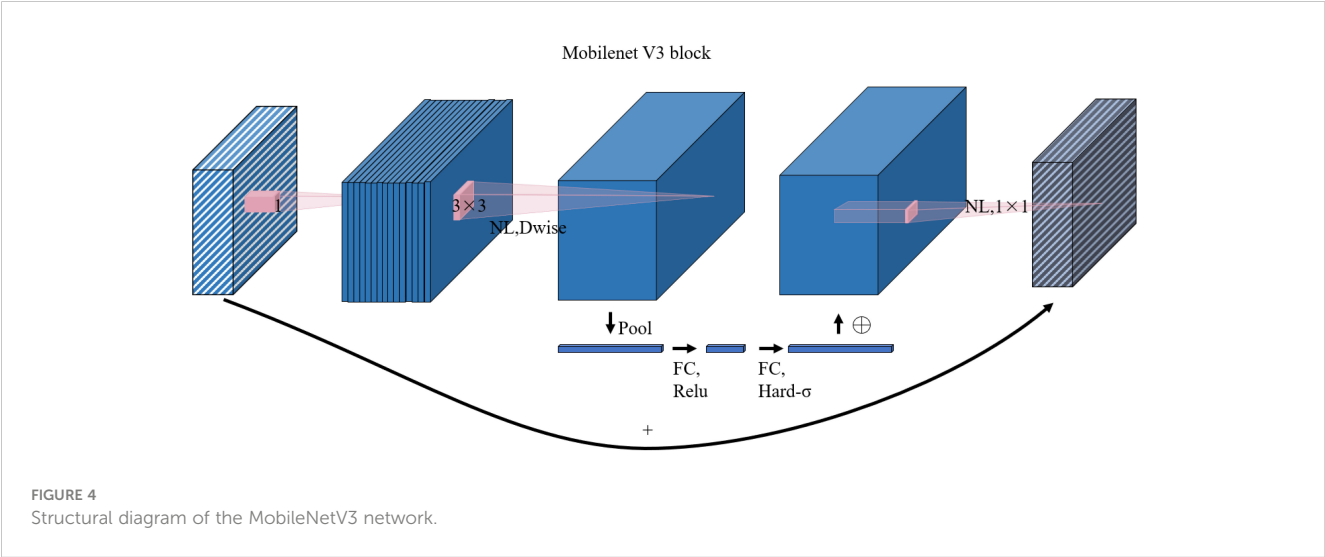 Mobilenet V3 block
1
3×3
NL,Dwise
NL,1×1
Pool
⊕
FC,
Relu
FC,
Hard-σ
+
FIGURE 4
Structural diagram of the MobileNetV3 network.